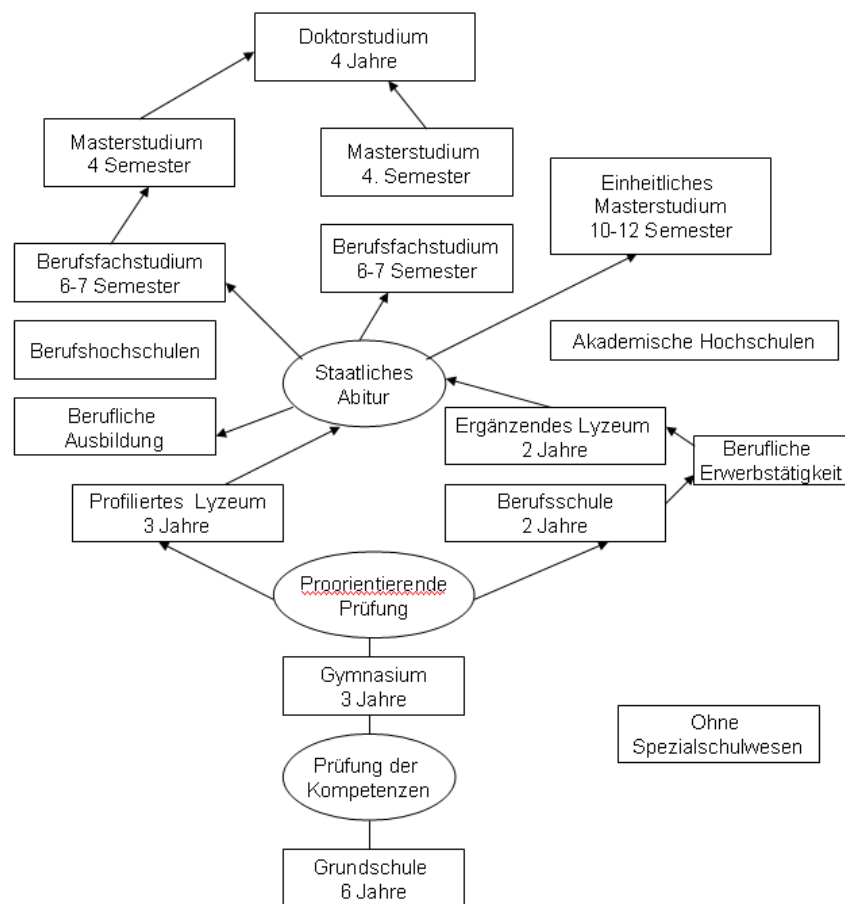 Doktorstudium
4 Jahre
Masterstudium
4 Semester
Masterstudium
4. Semester
Einheitliches
Masterstudium
10-12 Semester
Berufsfachstudium
6-7 Semester
Berufsfachstudium
6-7 Semester
Berufshochschulen
Akademische Hochschulen
Staatliches
Abitur
Berufliche
Ausbildung
Ergänzendes Lyzeum
2 Jahre
Berufliche
Erwerbstätigkeit
Profiliertes Lyzeum
3 Jahre
Berufsschule
2 Jahre
Proorientierende
Prüfung
Gymnasium
3 Jahre
Ohne
Spezialschulwesen
Prüfung der
Kompetenzen
Grundschule
6 Jahre